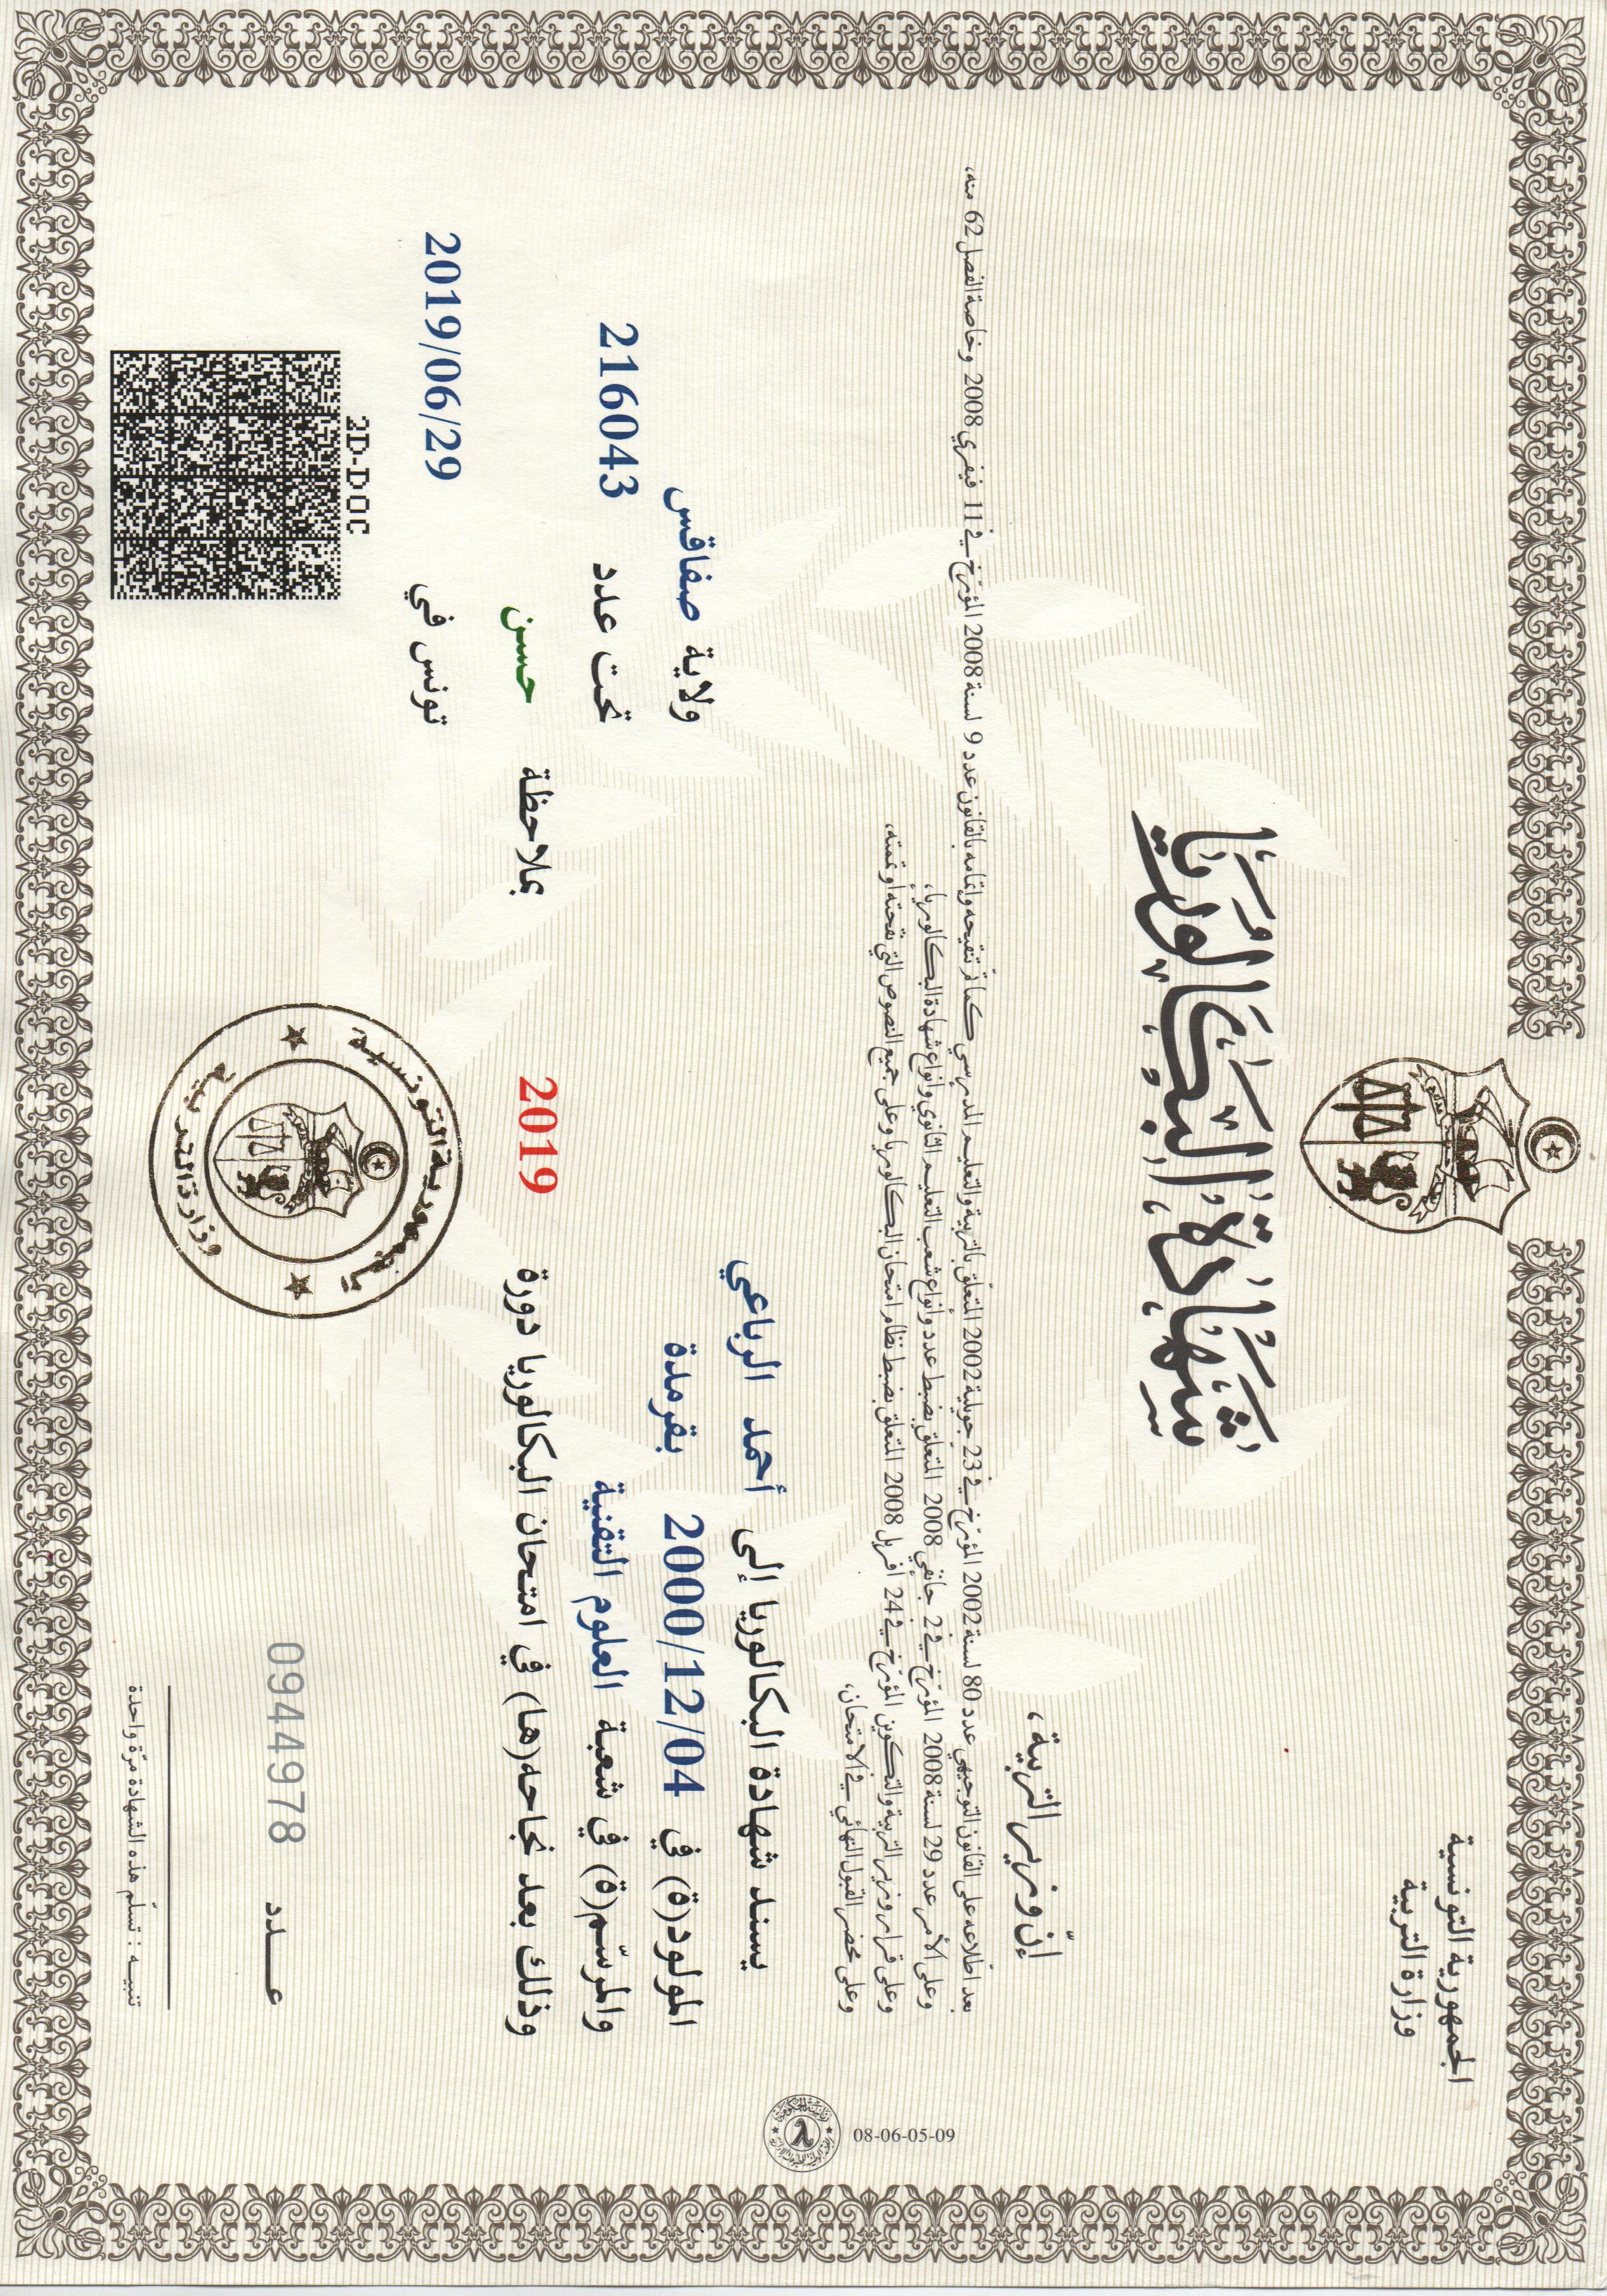 الجمهورية التونسية
وزارة التربية
شَهَادَة البَكَالُورِيَا
إنّ وزير التربية،
بعد اطّلاعه على القانون التوجيهي عدد 80 لسنة 2002 المؤرّخ في 23 جويلية 2002 المتعلّق بالتربية والتعليم المدرسي كما تمّ تنقيحه وإتمامه بالقانون عدد 9 لسنة 2008 المؤرّخ في 11 فيفري 2008 وخاصة الفصل 62 منه،
وعلى الأمر عدد 29 لسنة 2008 المؤرّخ في 2 جانفي 2008 المتعلّق بضبط عدد وأنواع شعب التعليم الثانوي وأنواع شهادة البكالوريا،
وعلى قرار وزير التربية والتكوين المؤرّخ في 24 أفريل 2008 المتعلّق بضبط نظام امتحان البكالوريا وعلى جميع النصوص التي نقحته أو تممته،
وعلى محضر القبول النهائي في الامتحان،
08-06-05-09
يسند شهادة البكالوريا إلى أحمد الرباعي
المولود(ة) في 2000/12/04 بقرمدة ولاية صفاقس
والمرسّم(ة) في شعبة العلوم التقنية تحت عدد 216043
وذلك بعد نجاحه(ها) في امتحان البكالوريا دورة 2019 بملاحظة حسن
تونس في 2019/06/29
2D-DOC
الجمهورية التونسية
وزارة التربية
عـــدد 0944978
تنبيـه : تسلّم هذه الشهادة مرّة واحدة